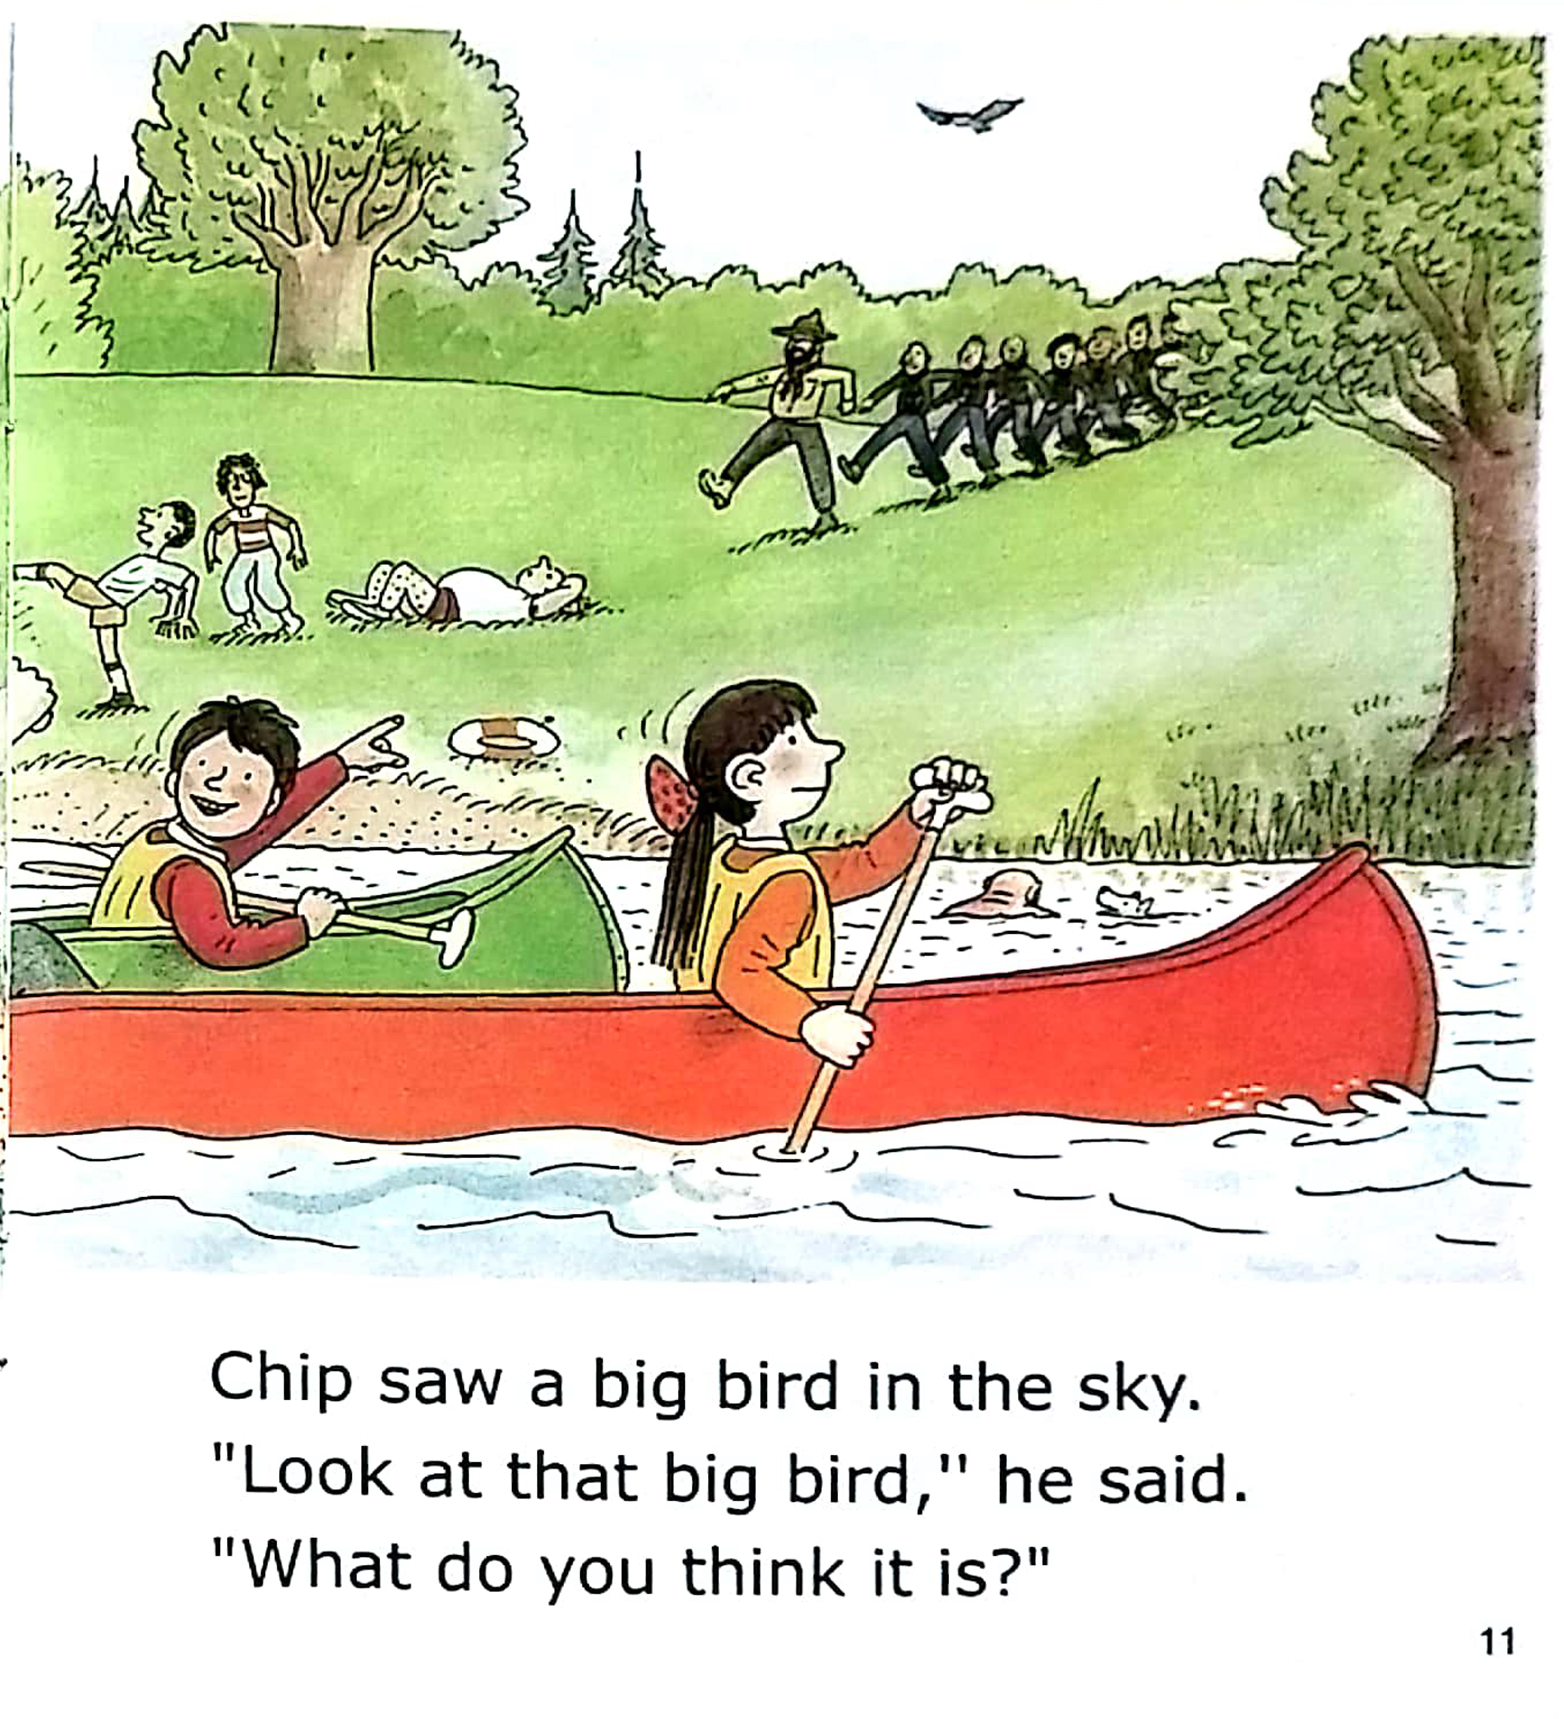 Chip saw a big bird in the sky.
"Look at that big bird," he said.
"What do you think it is?"
11